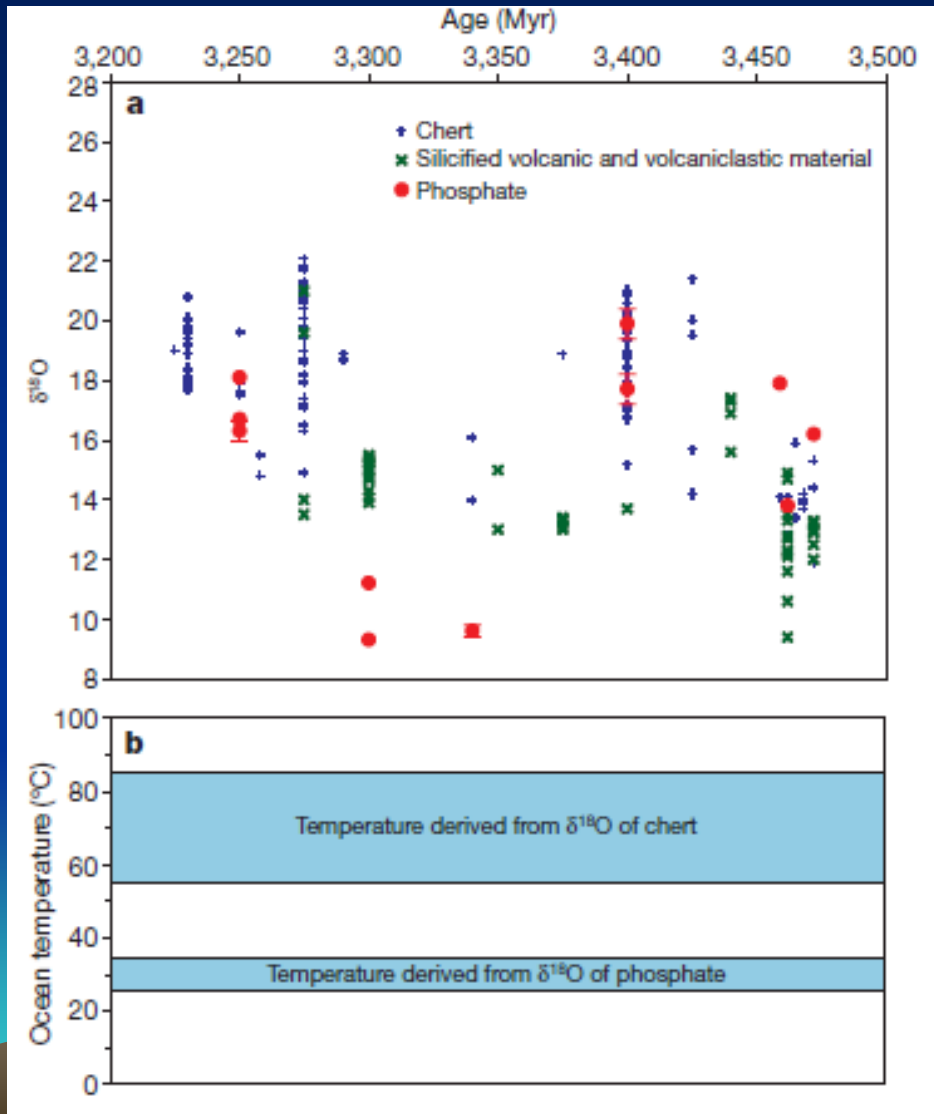 Age (Myr)
3,200 3,250 3,300 3,350 3,400 3,450 3,500
a
Chert
Silicified volcanic and volcaniclastic material
Phosphate
28
26
24
22
20
18
16
14
12
10
8
δ¹⁸O
b
100
80
60
40
20
0
Ocean temperature (°C)
Temperature derived from δ¹⁸O of chert
Temperature derived from δ¹⁸O of phosphate